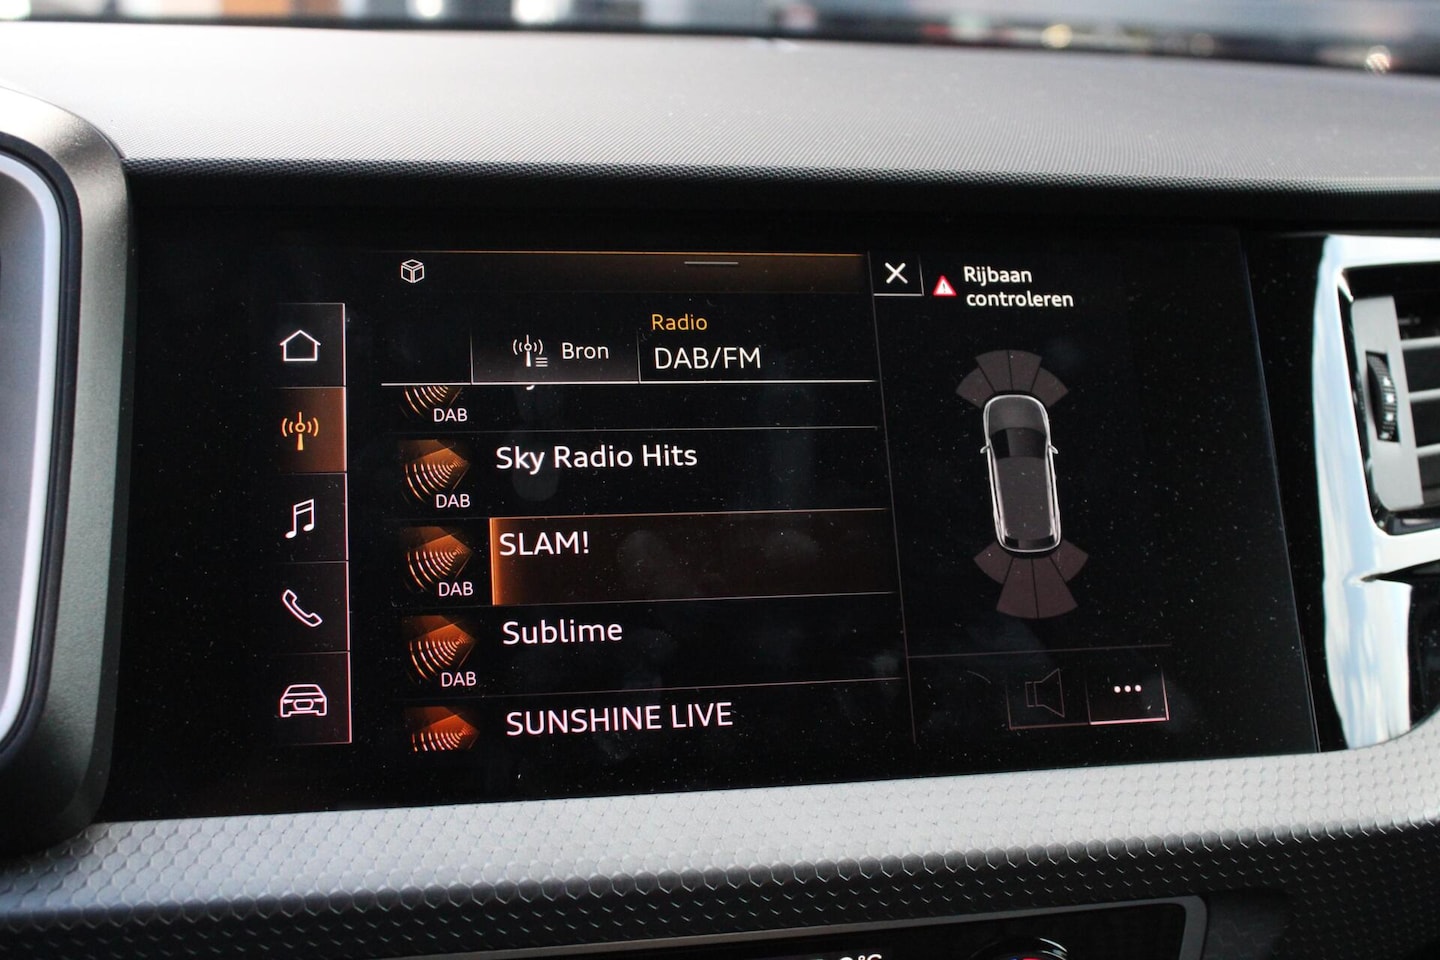 Rijbaan
controleren
Radio
Bron
DAB/FM
DAB
Sky Radio Hits
DAB
SLAM!
DAB
Sublime
DAB
SUNSHINE LIVE
°C